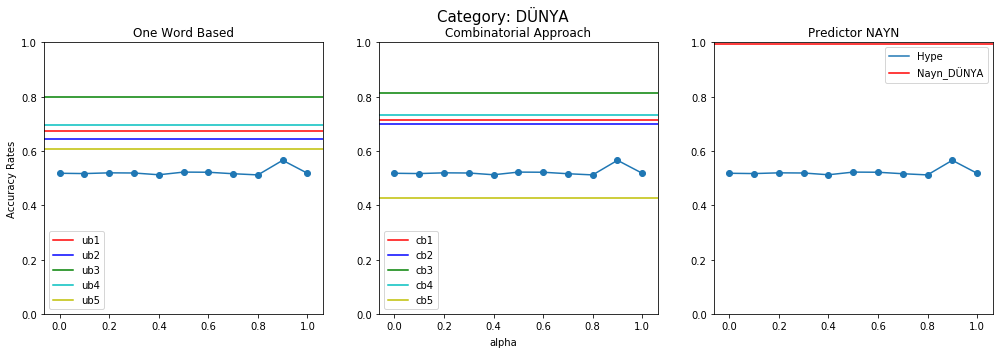 Category: DÜNYA
One Word Based
Combinatorial Approach
Predictor NAYN
Accuracy Rates
1.0
0.8
0.6
0.4
0.2
0.0
ub1
ub2
ub3
ub4
ub5
0.0 0.2 0.4 0.6 0.8 1.0
1.0
0.8
0.6
0.4
0.2
0.0
cb1
cb2
cb3
cb4
cb5
0.0 0.2 0.4 0.6 0.8 1.0
alpha
1.0
0.8
0.6
0.4
0.2
0.0
Hype
Nayn_DÜNYA
0.0 0.2 0.4 0.6 0.8 1.0